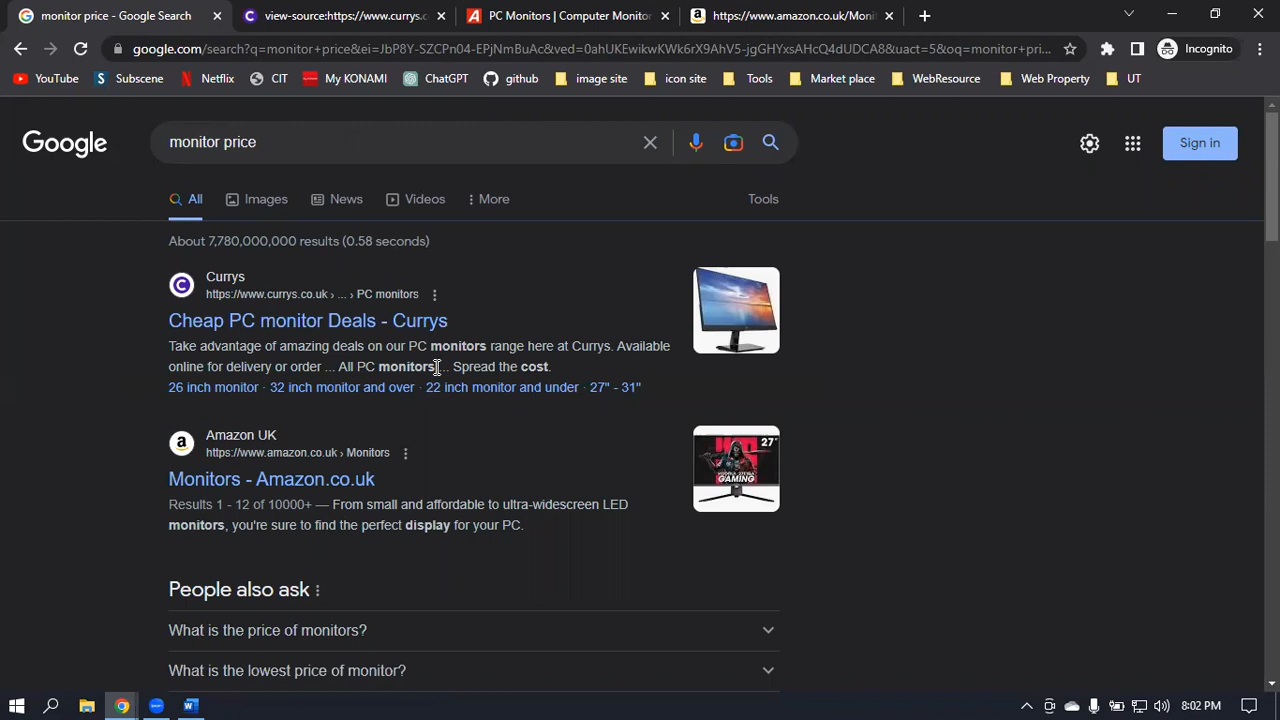 monitor price - Google Search
view-source:https://www.currys.c
PC Monitors | Computer Monitor
https://www.amazon.co.uk/Moni
google.com/search?q=monitor+price&ei=JbP8Y-SZCPn04-EPjNmBuAc&ved=0ahUKEwikwKWk6rX9AhV5-jgGHYxsAHcQ4dUDCA8&uact=5&oq=monitor+pri...
Incognito
YouTube
Subscene
Netflix
CIT
My KONAMI
ChatGPT
github
image site
icon site
Tools
Market place
WebResource
Web Property
UT
Google
monitor price
Sign in
All
Images
News
Videos
More
Tools
About 7,780,000,000 results (0.58 seconds)
Currys
https://www.currys.co.uk › ... › PC monitors
Cheap PC monitor Deals - Currys
Take advantage of amazing deals on our PC monitors range here at Currys. Available
online for delivery or order ... All PC monitors ... Spread the cost.
26 inch monitor · 32 inch monitor and over · 22 inch monitor and under · 27" - 31"
Amazon UK
https://www.amazon.co.uk › Monitors
Monitors - Amazon.co.uk
Results 1 - 12 of 10000+ — From small and affordable to ultra-widescreen LED
monitors, you're sure to find the perfect display for your PC.
27"
GAMING
People also ask
What is the price of monitors?
What is the lowest price of monitor?
8:02 PM